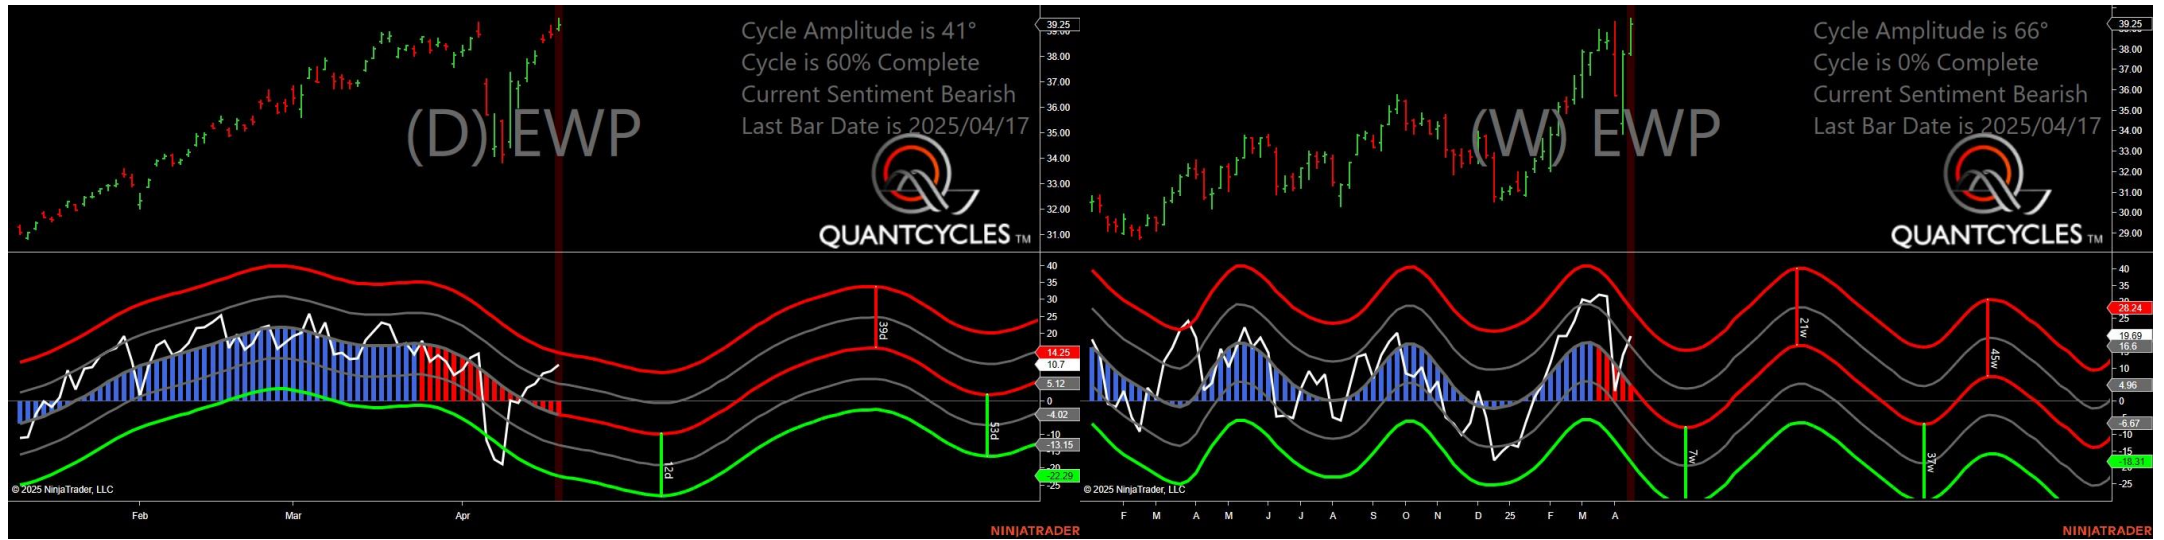 Cycle Amplitude is 41°
Cycle is 60% Complete
Current Sentiment Bearish
Last Bar Date is 2025/04/17
(D) EWP
QUANTCYCLES TM
39.25
38.00
37.00
36.00
35.00
34.00
33.00
32.00
31.00
40
35
30
25
20
14.25
10.7
5.12
0
-4.02
-10
-13.15
-22.29
-25
39d
12d
53d
© 2025 NinjaTrader, LLC
Feb Mar Apr
NINJATRADER
Cycle Amplitude is 66°
Cycle is 0% Complete
Current Sentiment Bearish
Last Bar Date is 2025/04/17
(W) EWP
QUANTCYCLES TM
39.25
38.00
37.00
36.00
35.00
34.00
33.00
32.00
31.00
30.00
29.00
40
35
28.24
25
19.69
16.6
10
4.96
0
-6.67
-10
-15
-18.31
-25
21w
45w
7w
37w
© 2025 NinjaTrader, LLC
F M A M J J A S O N D 25 F M A
NINJATRADER